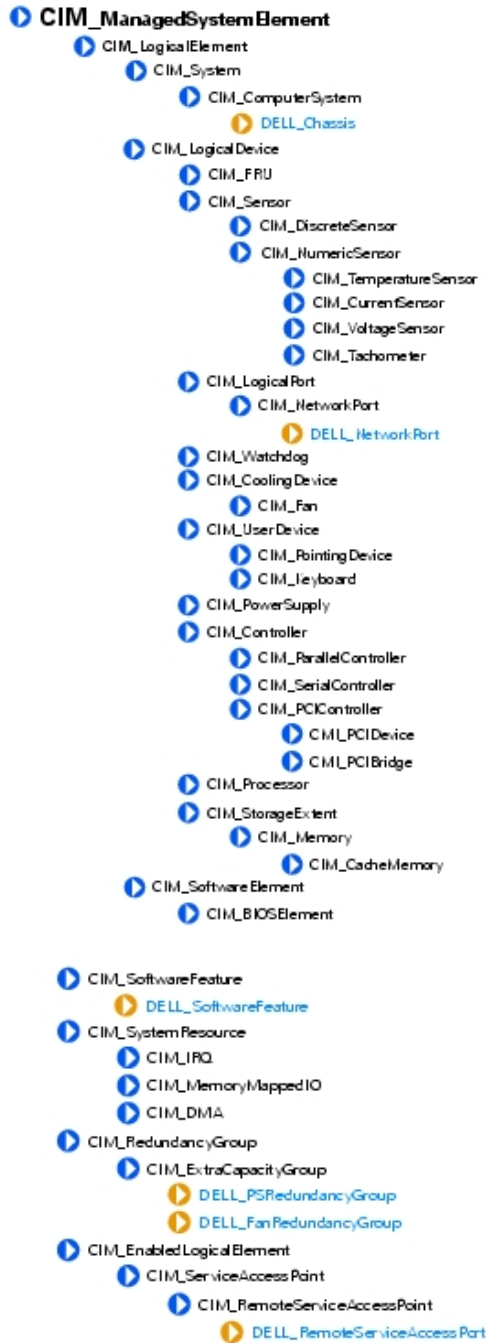 CIM_ManagedSystemElement
CIM_LogicalElement
CIM_System
CIM_ComputerSystem
DELL_Chassis
CIM_LogicalDevice
CIM_FRU
CIM_Sensor
CIM_DiscreteSensor
CIM_NumericSensor
CIM_TemperatureSensor
CIM_CurrentSensor
CIM_VoltageSensor
CIM_Tachometer
CIM_LogicalPort
CIM_NetworkPort
DELL_NetworkPort
CIM_Watchdog
CIM_CoolingDevice
CIM_Fan
CIM_UserDevice
CIM_PointingDevice
CIM_Keyboard
CIM_PowerSupply
CIM_Controller
CIM_ParallelController
CIM_SerialController
CIM_PCIController
CMI_PCIDevice
CMI_PCIBridge
CIM_Processor
CIM_StorageExtent
CIM_Memory
CIM_CacheMemory
CIM_SoftwareElement
CIM_BIOSElement
CIM_SoftwareFeature
DELL_SoftwareFeature
CIM_SystemResource
CIM_IRQ
CIM_MemoryMappedIO
CIM_DMA
CIM_RedundancyGroup
CIM_ExtraCapacityGroup
DELL_PSRedundancyGroup
DELL_FanRedundancyGroup
CIM_EnabledLogicalElement
CIM_ServiceAccessPoint
CIM_RemoteServiceAccessPoint
DELL_RemoteServiceAccessPort